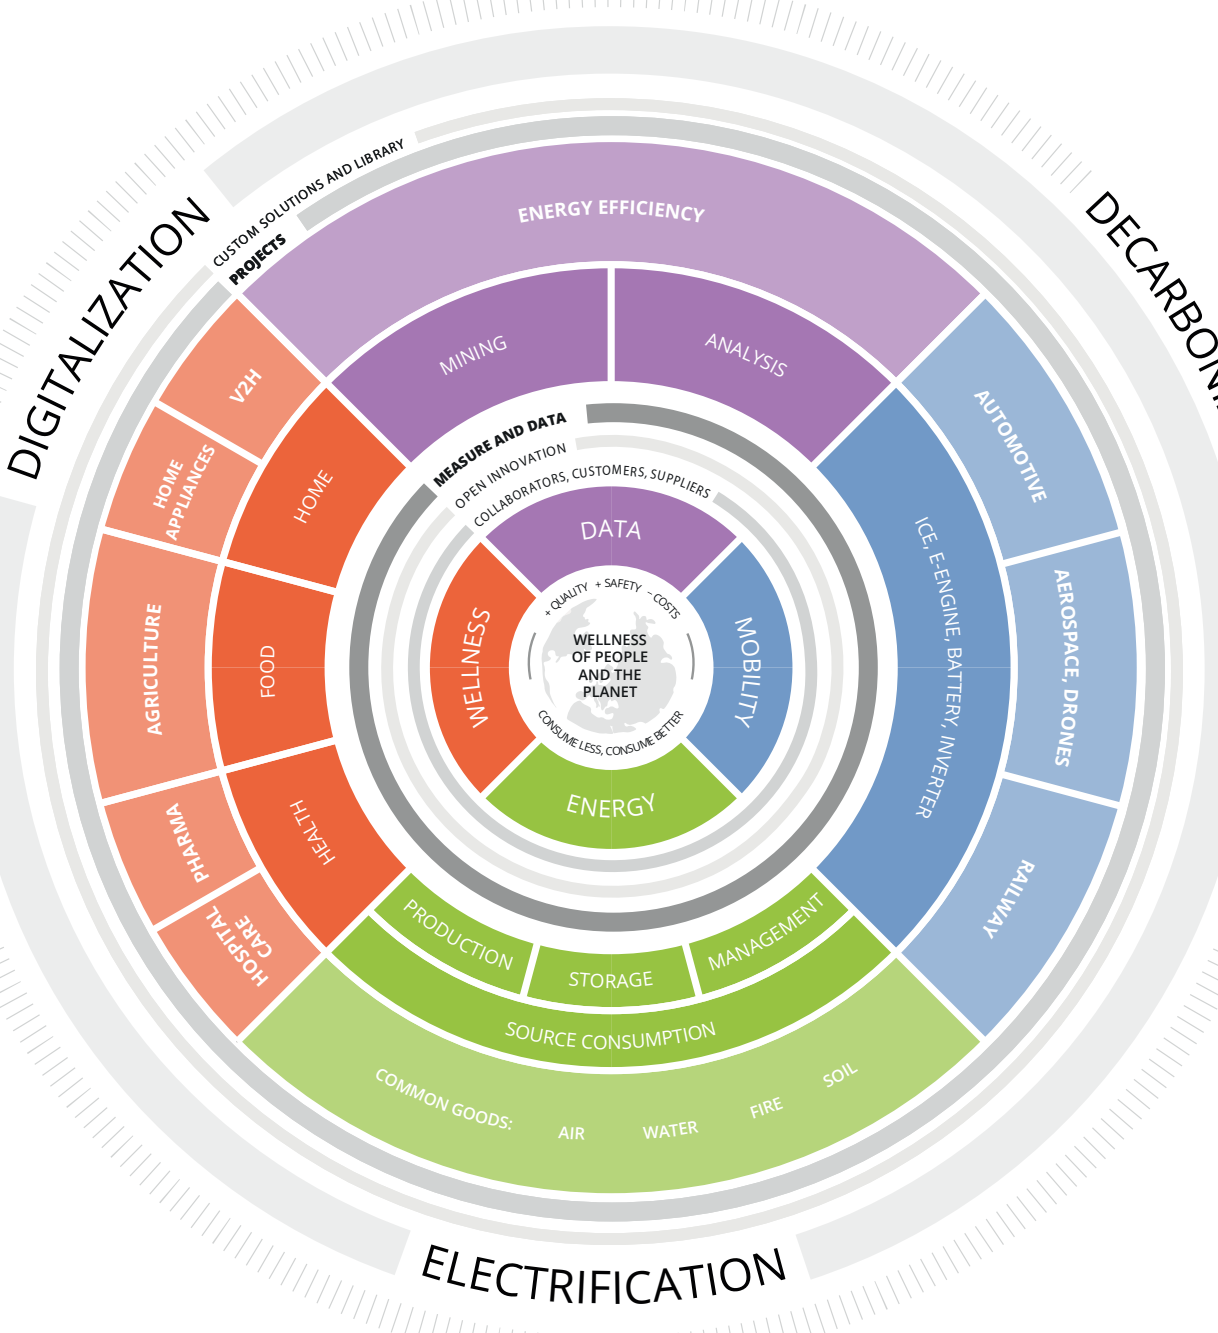 DIGITALIZATION
DECARBON
ELECTRIFICATION
CUSTOM SOLUTIONS AND LIBRARY
PROJECTS
ENERGY EFFICIENCY
MINING
ANALYSIS
AUTOMOTIVE
AEROSPACE, DRONES
RAILWAY
ICE, E-ENGINE, BATTERY, INVERTER
V2H
HOME
APPLIANCES
AGRICULTURE
PHARMA
HOSPITAL
CARE
HOME
FOOD
HEALTH
MEASURE AND DATA
OPEN INNOVATION
COLLABORATORS, CUSTOMERS, SUPPLIERS
DATA
MOBILITY
ENERGY
WELLNESS
+ QUALITY + SAFETY – COSTS
WELLNESS
OF PEOPLE
AND THE
PLANET
CONSUME LESS, CONSUME BETTER
PRODUCTION
STORAGE
MANAGEMENT
SOURCE CONSUMPTION
COMMON GOODS: AIR WATER FIRE SOIL